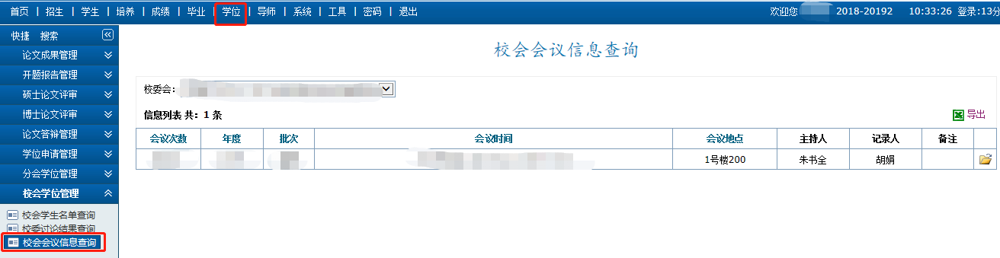 首页 | 招生 | 学生 | 培养 | 成绩 | 毕业 | 学位 | 导师 | 系统 | 工具 | 密码 | 退出
欢迎您 2018-20192 10:33:26 登录:13分
快捷 搜索
论文成果管理
开题报告管理
硕士论文评审
博士论文评审
论文答辩管理
学位申请管理
分会学位管理
校会学位管理
校会学生名单查询
校委讨论结果查询
校会会议信息查询
校会会议信息查询
校委会:
信息列表 共: 1 条
导出
会议次数 年度 批次 会议时间 会议地点 主持人 记录人 备注
1号楼200 朱书全 胡娟